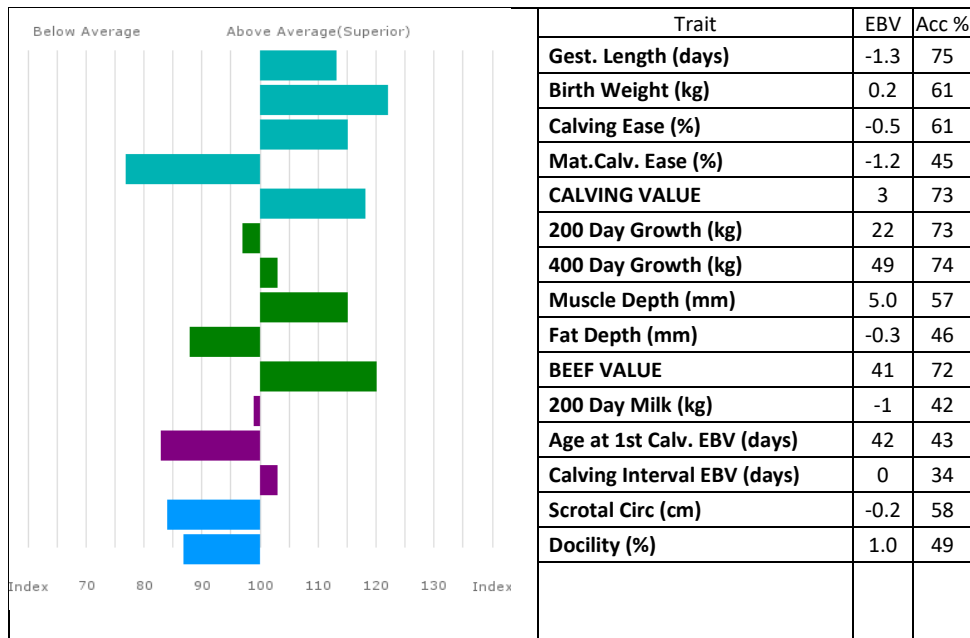 Below Average Above Average(Superior)
Index 70 80 90 100 110 120 130 Index
Trait EBV Acc %
Gest. Length (days) -1.3 75
Birth Weight (kg) 0.2 61
Calving Ease (%) -0.5 61
Mat.Calv. Ease (%) -1.2 45
CALVING VALUE 3 73
200 Day Growth (kg) 22 73
400 Day Growth (kg) 49 74
Muscle Depth (mm) 5.0 57
Fat Depth (mm) -0.3 46
BEEF VALUE 41 72
200 Day Milk (kg) -1 42
Age at 1st Calv. EBV (days) 42 43
Calving Interval EBV (days) 0 34
Scrotal Circ (cm) -0.2 58
Docility (%) 1.0 49